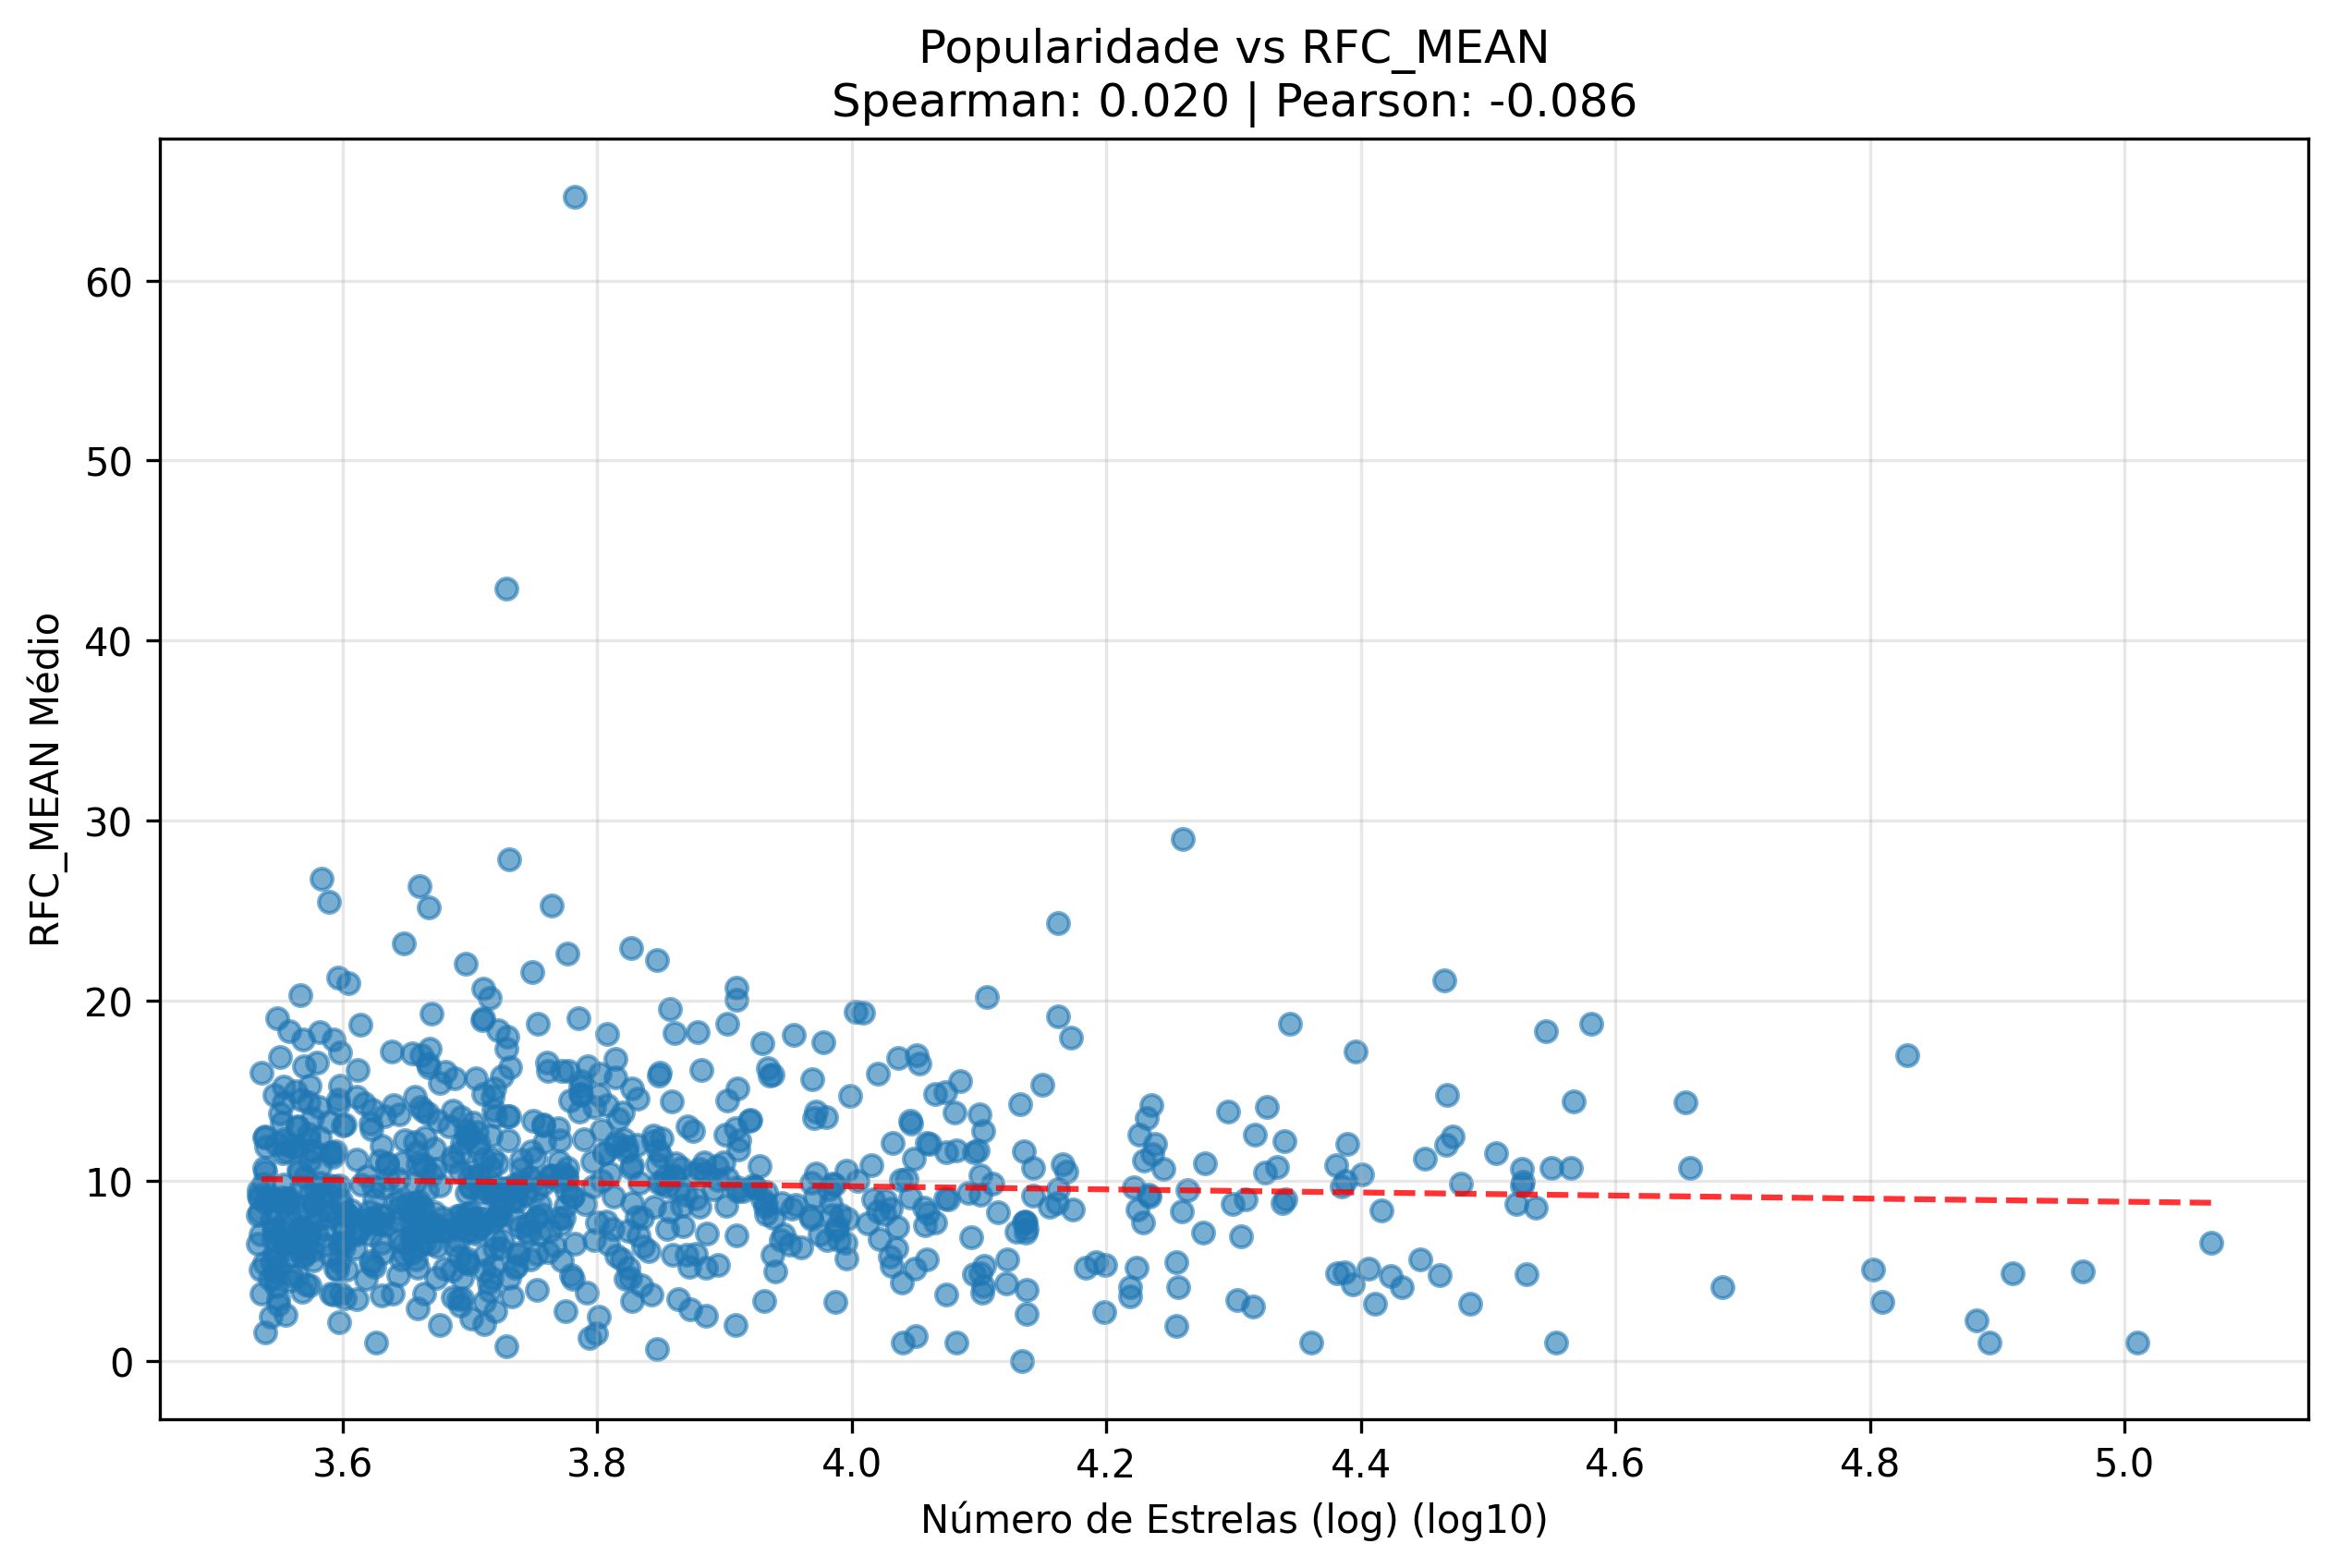 Popularidade vs RFC_MEAN
Spearman: 0.020 | Pearson: -0.086
RFC_MEAN Médio
60
50
40
30
20
10
0
3.6 3.8 4.0 4.2 4.4 4.6 4.8 5.0
Número de Estrelas (log) (log10)